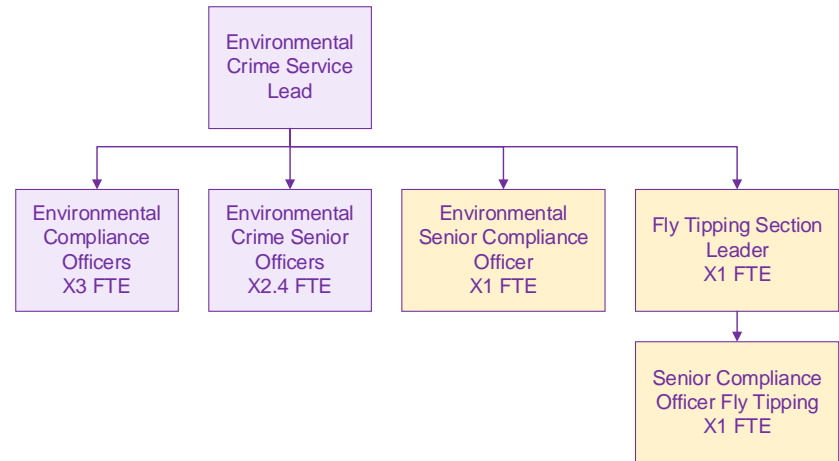 Environmental
Crime Service
Lead
Environmental
Compliance
Officers
X3 FTE
Environmental
Crime Senior
Officers
X2.4 FTE
Environmental
Senior Compliance
Officer
X1 FTE
Fly Tipping Section
Leader
X1 FTE
Senior Compliance
Officer Fly Tipping
X1 FTE